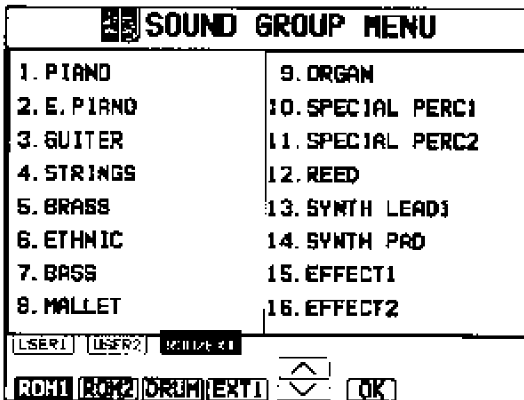 SOUND GROUP MENU
1. PIANO
2. E. PIANO
3. GUITER
4. STRINGS
5. BRASS
6. ETHNIC
7. BASS
8. MALLET
9. ORGAN
10. SPECIAL PERC1
11. SPECIAL PERC2
12. REED
13. SYNTH LEAD1
14. SYNTH PAD
15. EFFECT1
16. EFFECT2
USER1 USER2
ROM1 ROM2 DRUM EXT1 OK